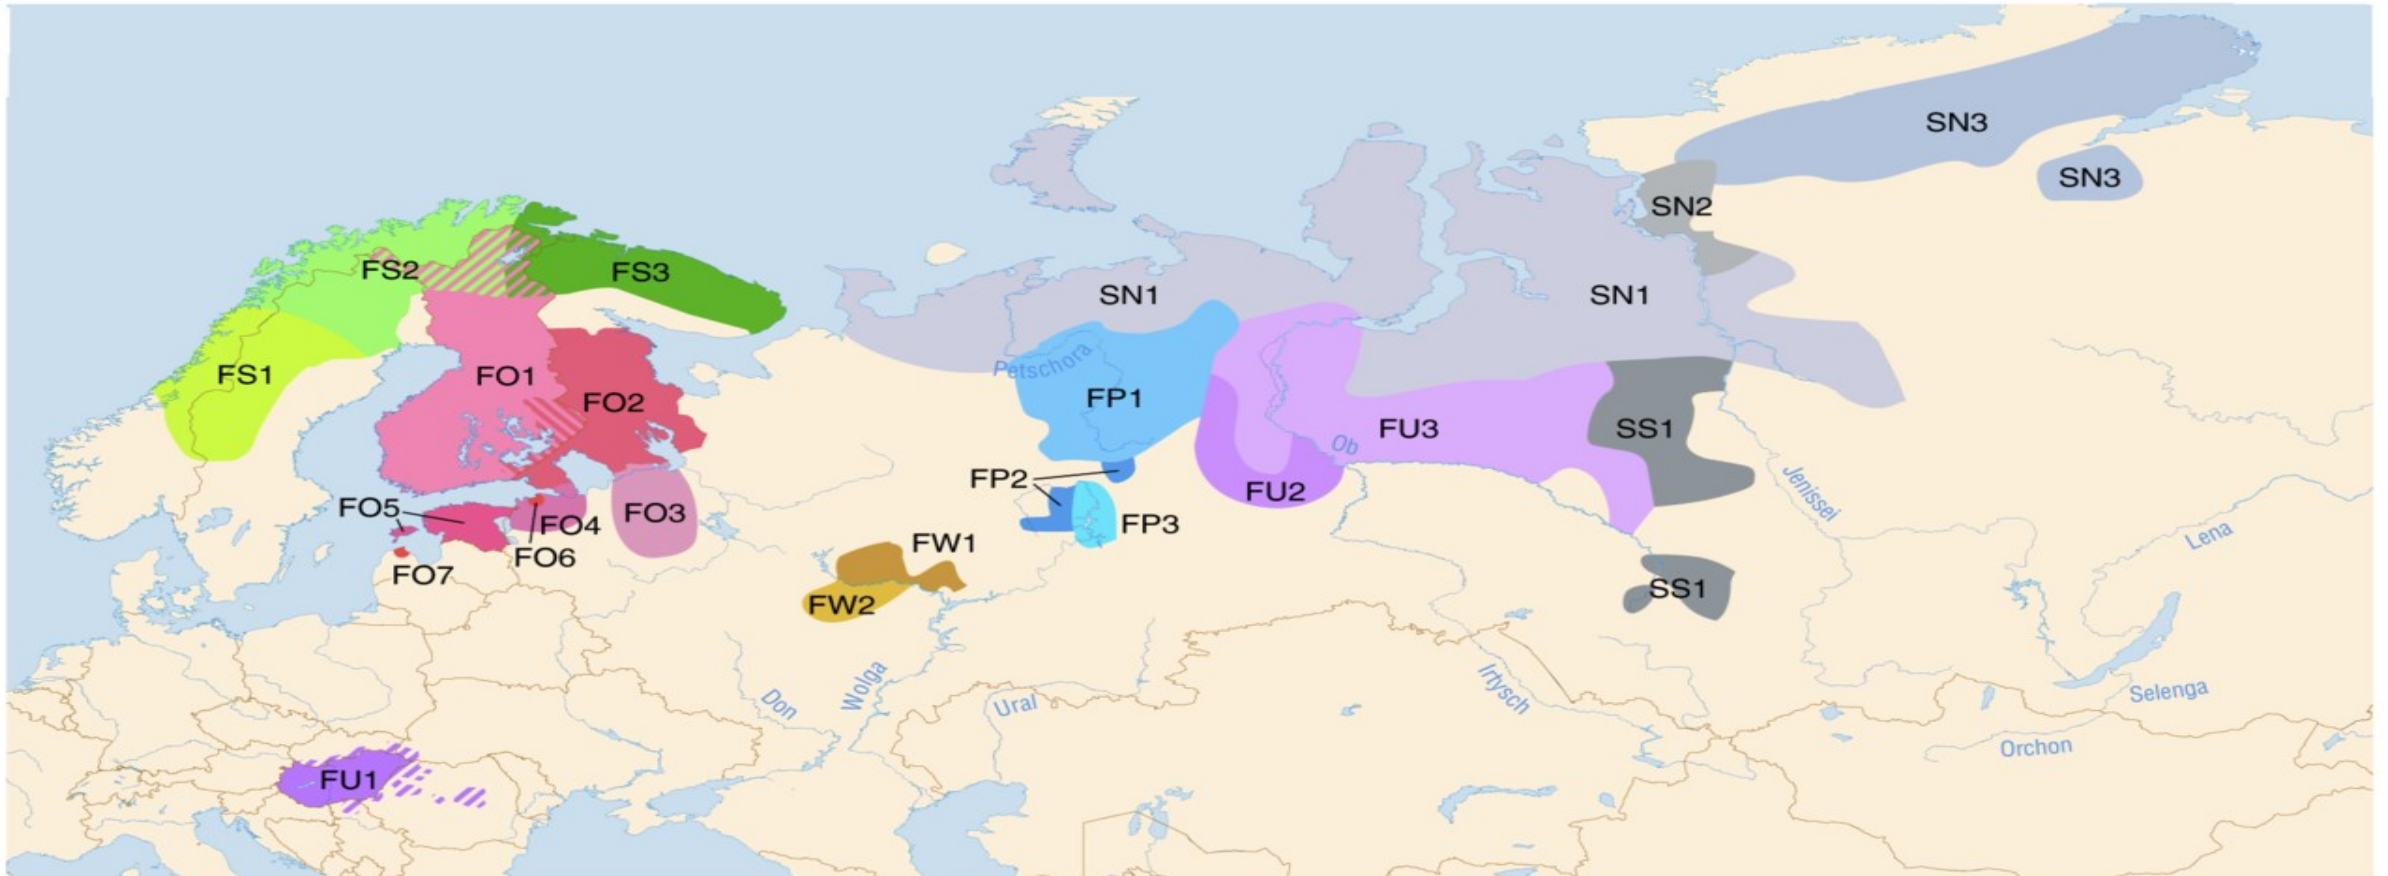 SN3
SN3
SN2
FS2
FS3
SN1
SN1
FS1
FO1
Petschora
FP1
FO2
FU3
SS1
Ob
FP2
FU2
Jenissei
FO5
FO4
FO3
FP3
FO6
FW1
Lena
FO7
FW2
SS1
Don
Wolga
Ural
Irtysch
Selenga
Orchon
FU1